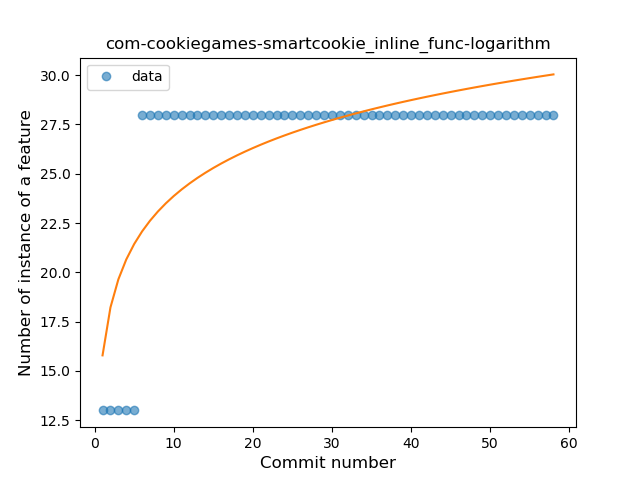 com-cookiegames-smartcookie_inline_func-logarithm
data
Number of instance of a feature
30.0
27.5
25.0
22.5
20.0
17.5
15.0
12.5
0 10 20 30 40 50 60
Commit number